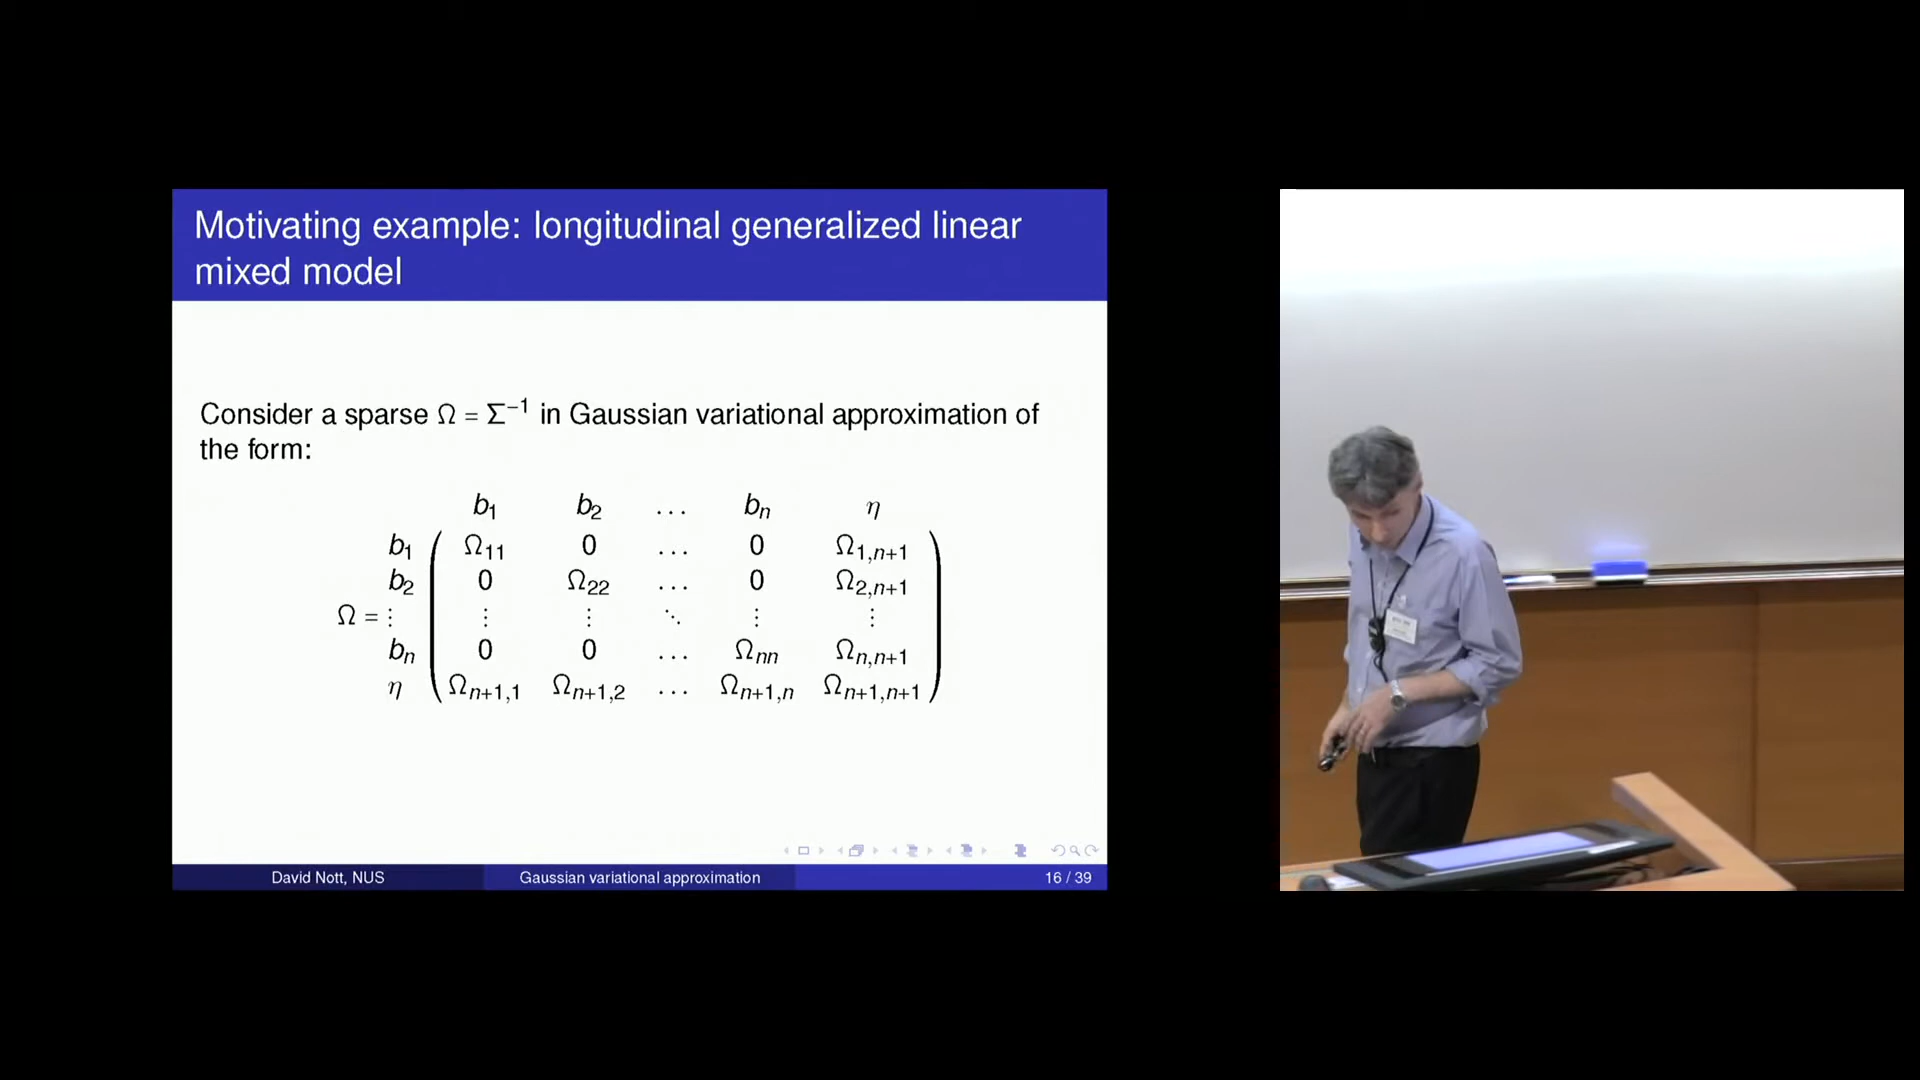 Motivating example: longitudinal generalized linear
mixed model
Consider a sparse Ω = Σ⁻¹ in Gaussian variational approximation of
the form:
b₁ b₂ … bₙ η
b₁ Ω₁₁ 0 … 0 Ω₁,ₙ₊₁
b₂ 0 Ω₂₂ … 0 Ω₂,ₙ₊₁
Ω = ⋮ ⋮ ⋮ ⋱ ⋮ ⋮
bₙ 0 0 … Ωₙₙ Ωₙ,ₙ₊₁
η Ωₙ₊₁,₁ Ωₙ₊₁,₂ … Ωₙ₊₁,ₙ Ωₙ₊₁,ₙ₊₁
David Nott, NUS Gaussian variational approximation 16 / 39